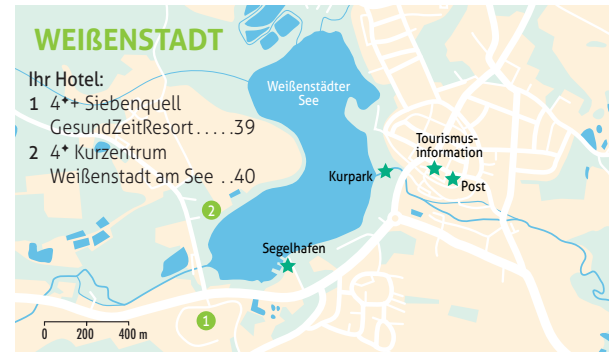 WEIẞENSTADT
Ihr Hotel:
1 4✦+ Siebenquell
GesundZeitResort.....39
2 4✦ Kurzentrum
Weißenstadt am See ..40
Weißenstädter
See
Tourismus-
information
Kurpark
Post
Segelhafen
2
1
0 200 400 m